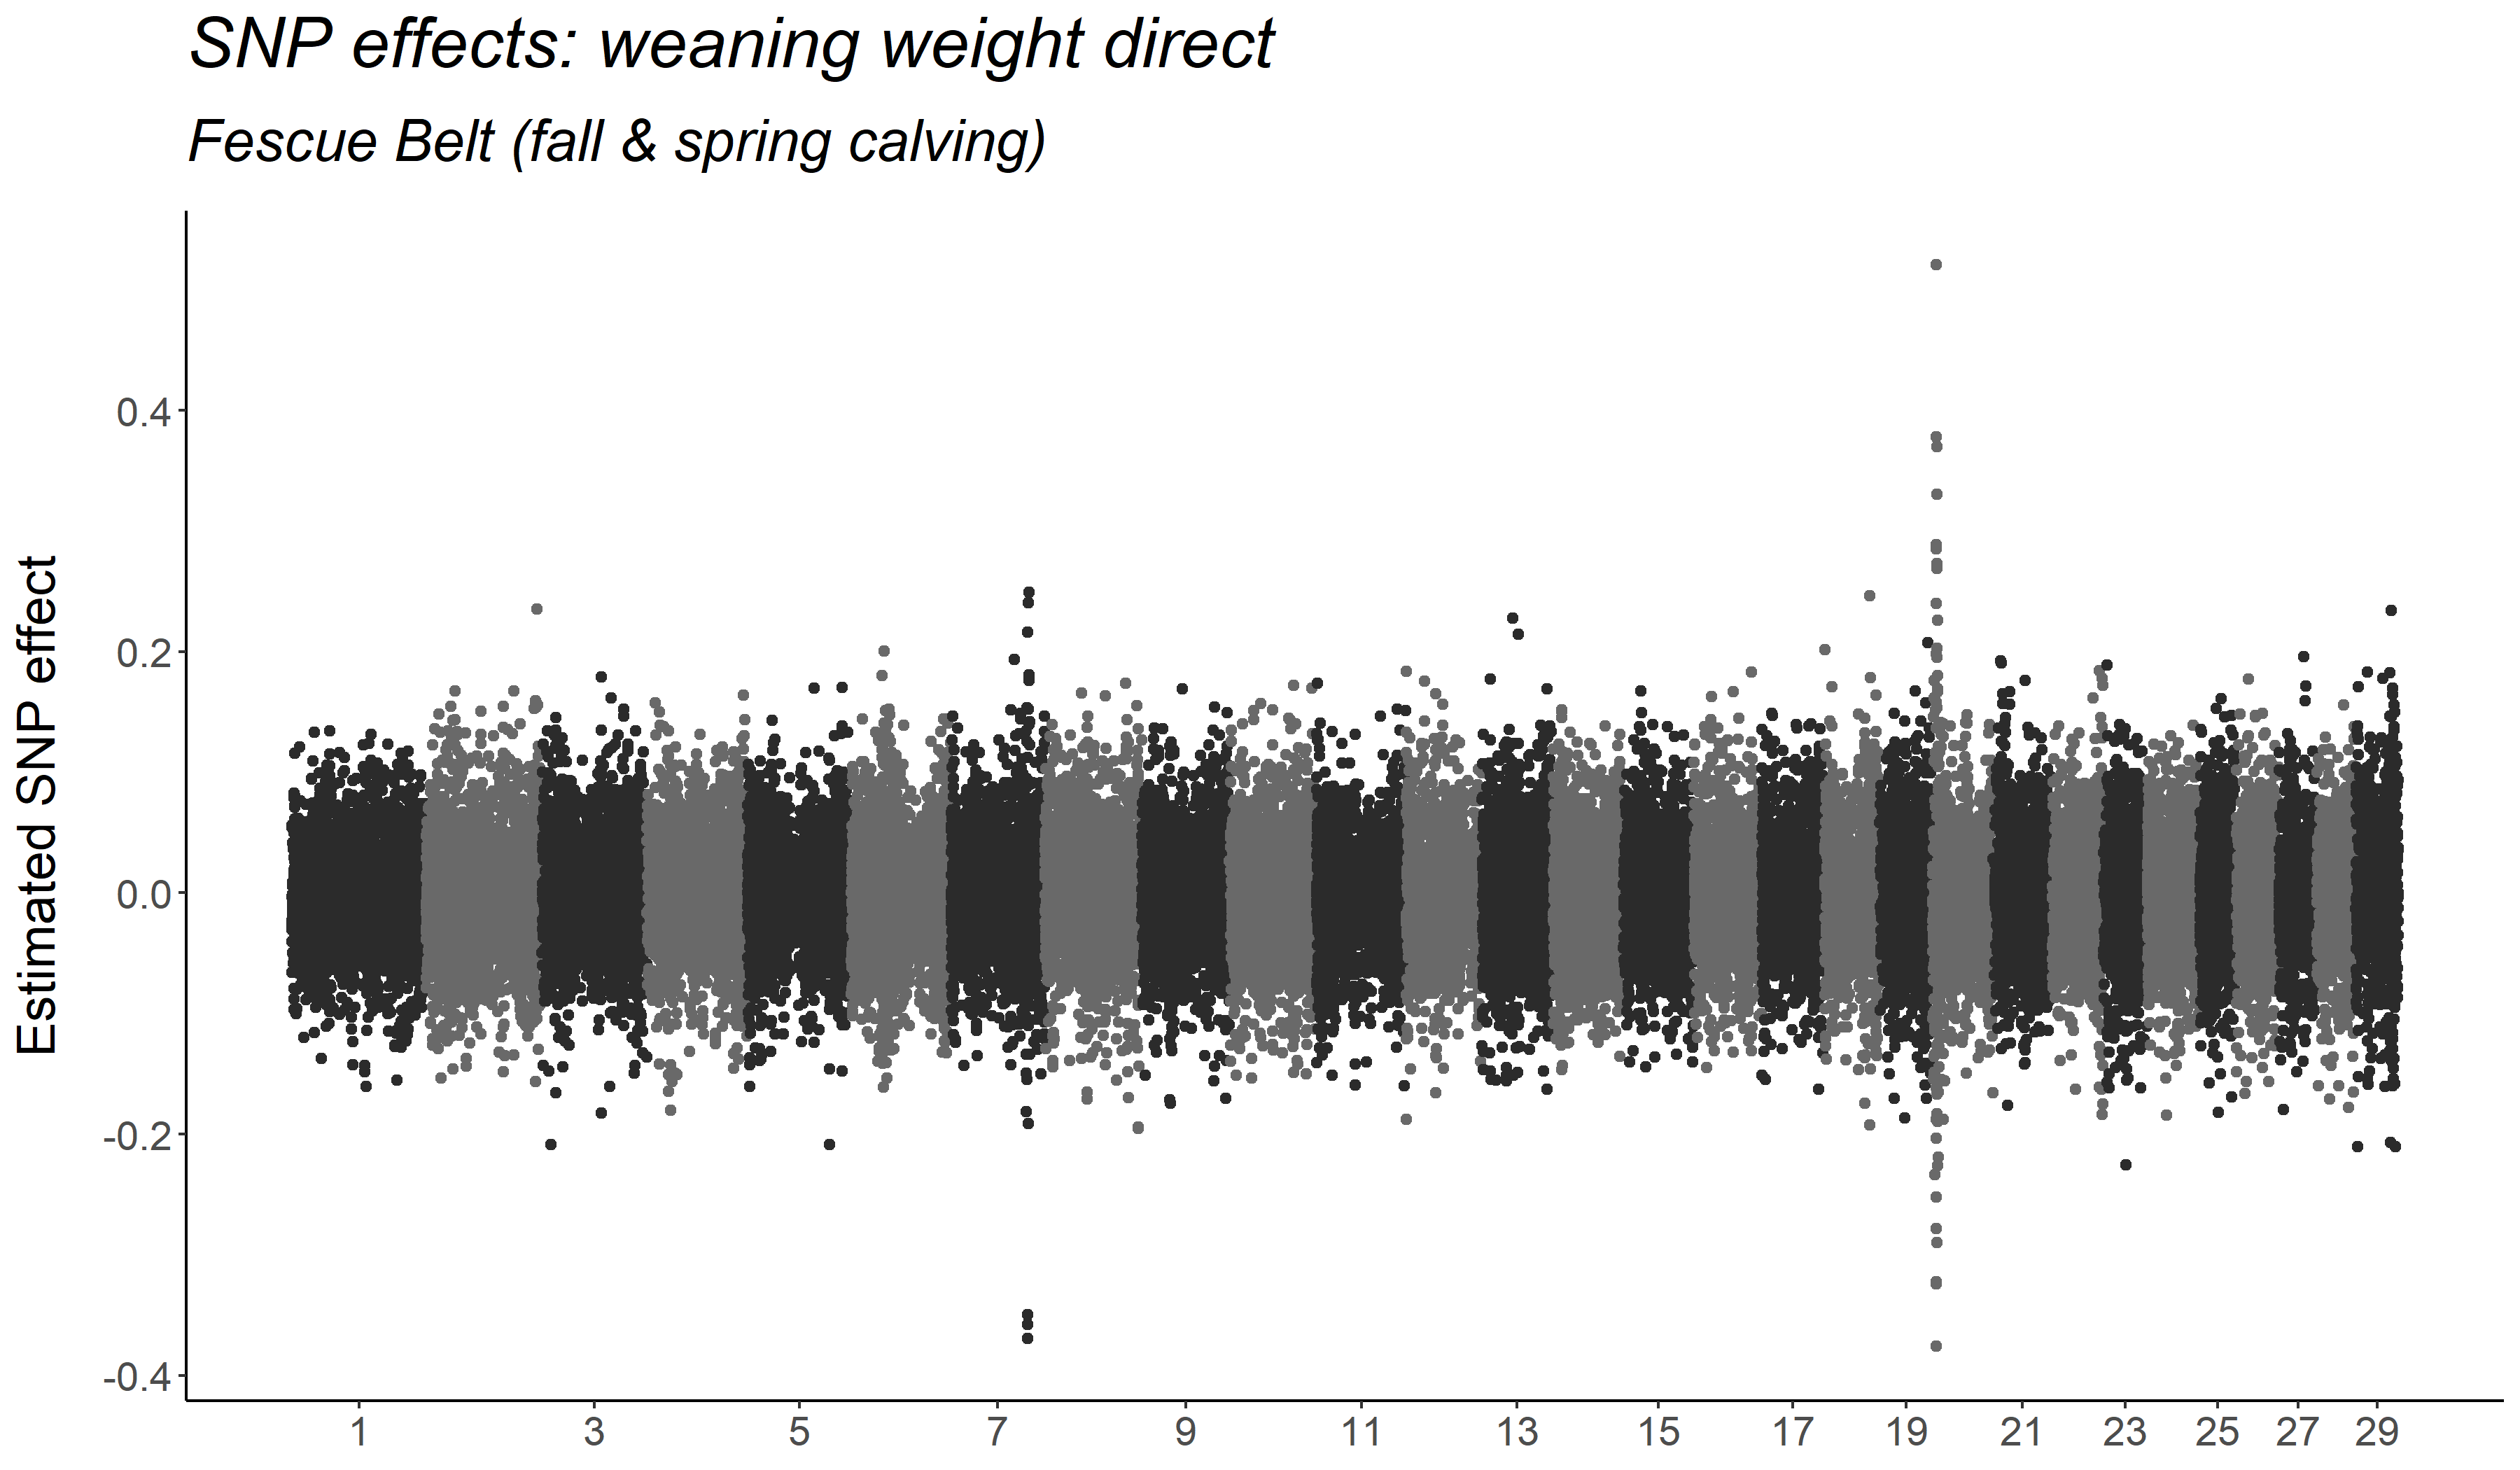 SNP effects: weaning weight direct
Fescue Belt (fall & spring calving)
Estimated SNP effect
0.4
0.2
0.0
-0.2
-0.4
1 3 5 7 9 11 13 15 17 19 21 23 25 27 29